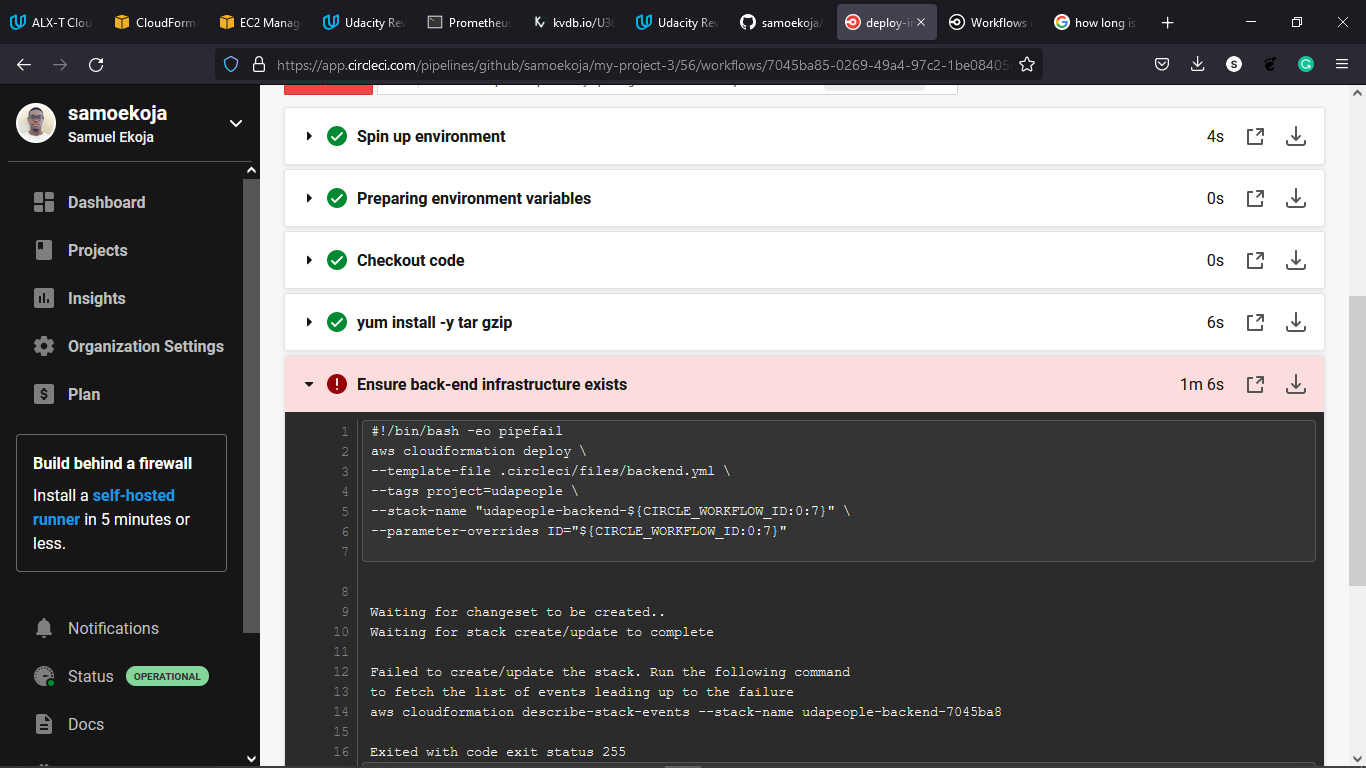 ALX-T Clou
CloudForm
EC2 Manag
Udacity Rev
Prometheus
kvdb.io/U36
Udacity Rev
samoekoja/
deploy-in
Workflows
how long is
https://app.circleci.com/pipelines/github/samoekoja/my-project-3/56/workflows/7045ba85-0269-49a4-97c2-1be08405
S
G
samoekoja
Samuel Ekoja
Dashboard
Projects
Insights
Organization Settings
Plan
Build behind a firewall
Install a self-hosted
runner in 5 minutes or
less.
Notifications
Status OPERATIONAL
Docs
Spin up environment 4s
Preparing environment variables 0s
Checkout code 0s
yum install -y tar gzip 6s
Ensure back-end infrastructure exists 1m 6s
1 #!/bin/bash -eo pipefail
2 aws cloudformation deploy \
3 --template-file .circleci/files/backend.yml \
4 --tags project=udapeople \
5 --stack-name "udapeople-backend-${CIRCLE_WORKFLOW_ID:0:7}" \
6 --parameter-overrides ID="${CIRCLE_WORKFLOW_ID:0:7}"
7
8
9 Waiting for changeset to be created..
10 Waiting for stack create/update to complete
11
12 Failed to create/update the stack. Run the following command
13 to fetch the list of events leading up to the failure
14 aws cloudformation describe-stack-events --stack-name udapeople-backend-7045ba8
15
16 Exited with code exit status 255